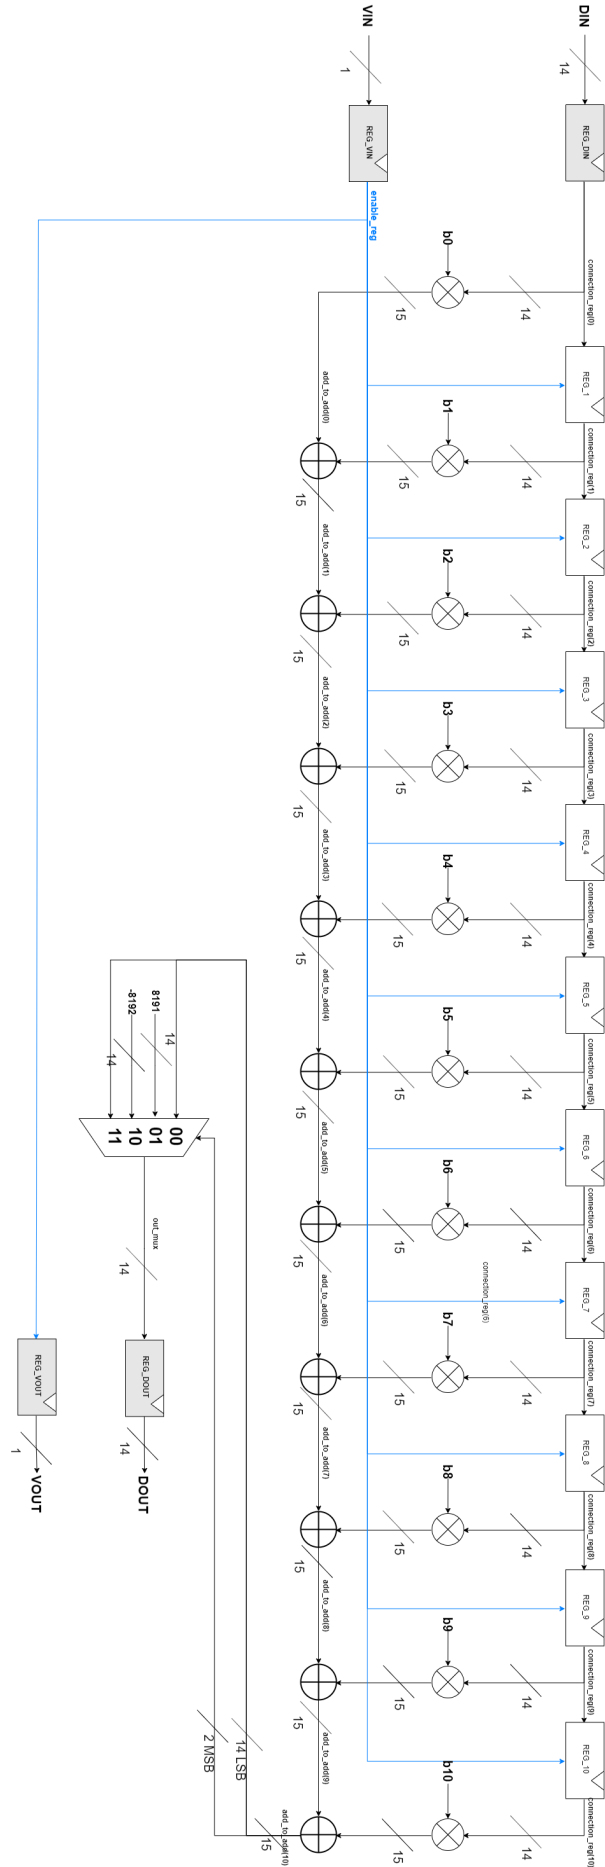 VIN
DIN
1
14
REG_VIN
REG_DIN
enable_reg
b0
connection_reg(0)
15
14
add_to_add(0)
REG_1
b1
connection_reg(1)
15
15
14
add_to_add(1)
REG_2
b2
connection_reg(2)
15
15
14
add_to_add(2)
REG_3
b3
connection_reg(3)
15
15
14
add_to_add(3)
REG_4
b4
connection_reg(4)
15
15
14
add_to_add(4)
REG_5
b5
connection_reg(5)
15
15
14
add_to_add(5)
REG_6
b6
connection_reg(6)
15
15
14
add_to_add(6)
connection_reg(6)
REG_7
b7
connection_reg(7)
15
15
14
add_to_add(7)
REG_8
b8
connection_reg(8)
15
15
14
add_to_add(8)
REG_9
b9
connection_reg(9)
15
15
14
add_to_add(9)
REG_10
b10
connection_reg(10)
15
15
14
add_to_add(10)
14 LSB
2 MSB
-8192
8191
14
14
00
01
10
11
out_mux
14
REG_VOUT
REG_DOUT
1
14
VOUT
DOUT